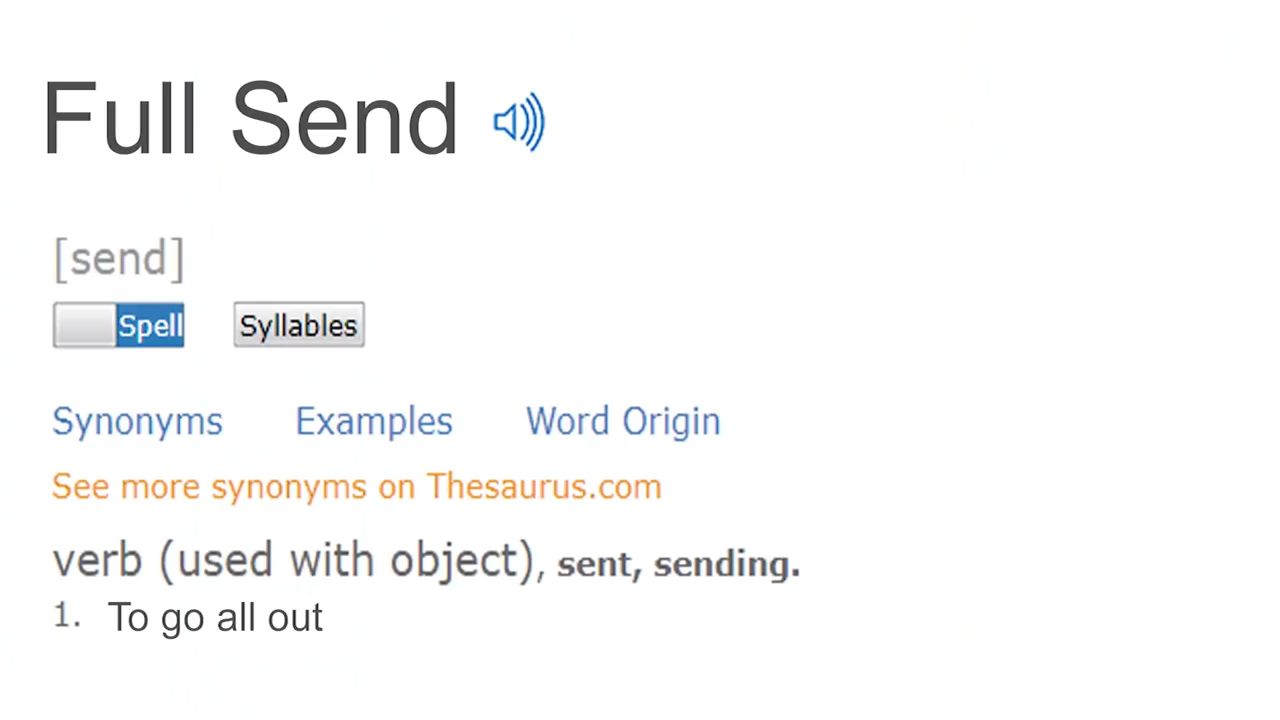 Full Send
[send]
Spell Syllables
Synonyms Examples Word Origin
See more synonyms on Thesaurus.com
verb (used with object), sent, sending.
1. To go all out